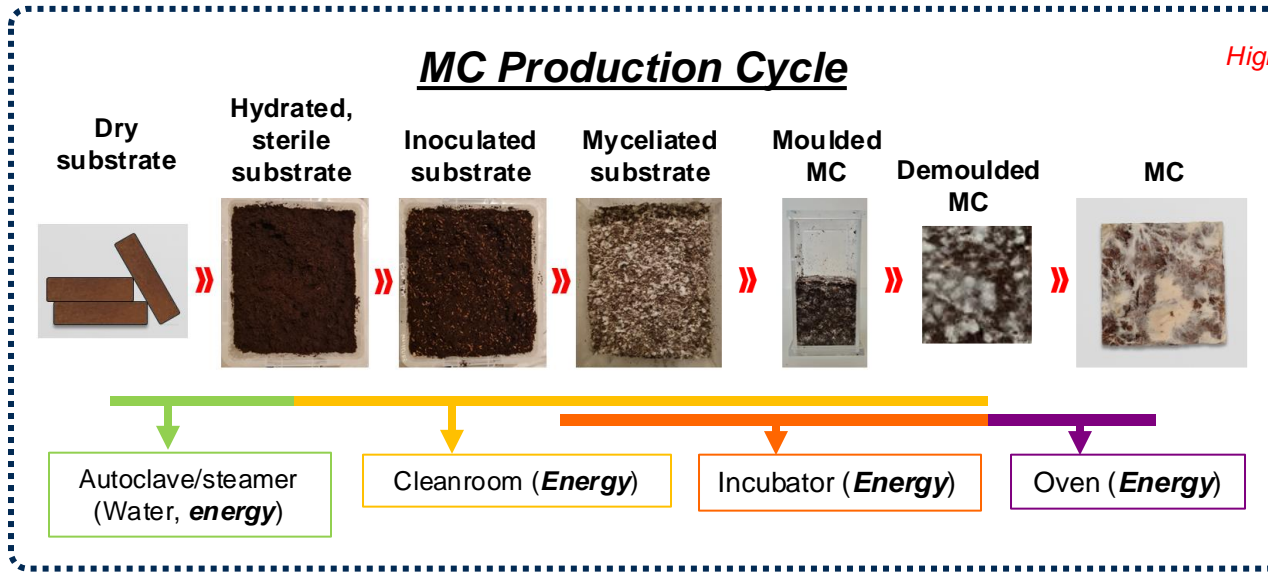 MC Production Cycle
Dry
substrate
Hydrated,
sterile
substrate
Inoculated
substrate
Myceliated
substrate
Moulded
MC
Demoulded
MC
MC
Autoclave/steamer
(Water, energy)
Cleanroom (Energy)
Incubator (Energy)
Oven (Energy)